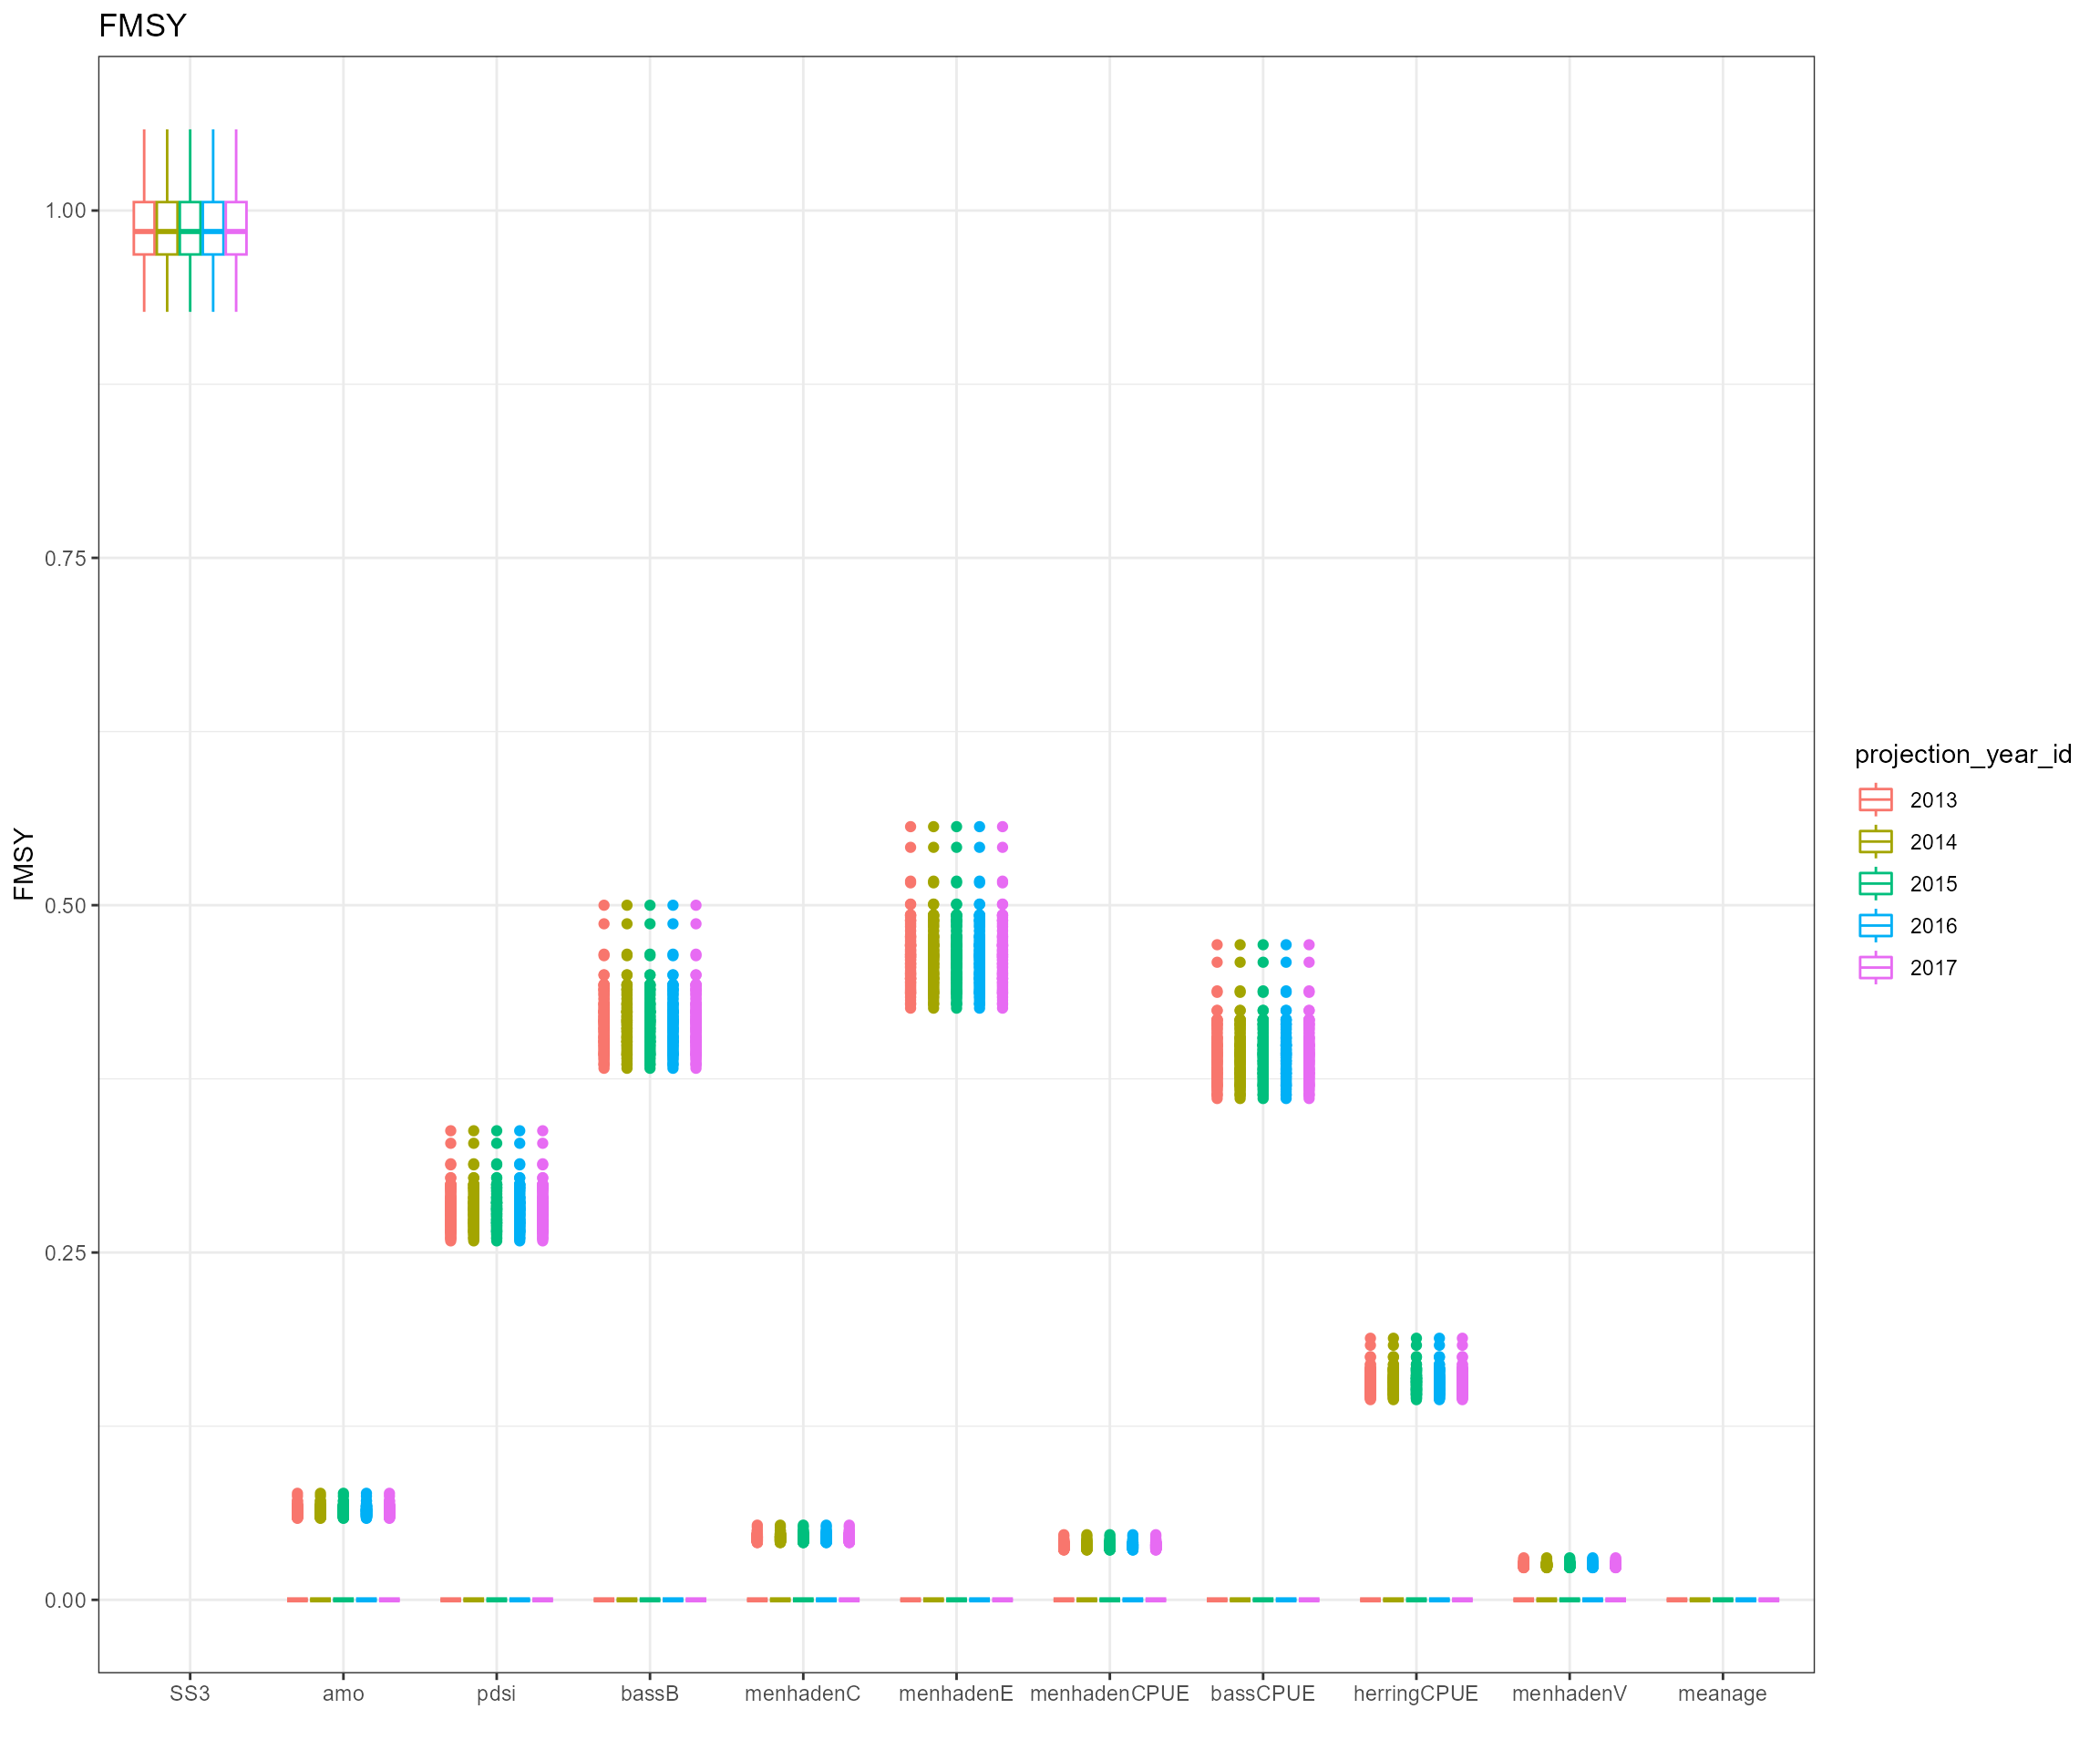 FMSY
FMSY
1.00
0.75
0.50
0.25
0.00
SS3
amo
pdsi
bassB
menhadenC
menhadenE
menhadenCPUE
bassCPUE
herringCPUE
menhadenV
meanage
projection_year_id
2013
2014
2015
2016
2017